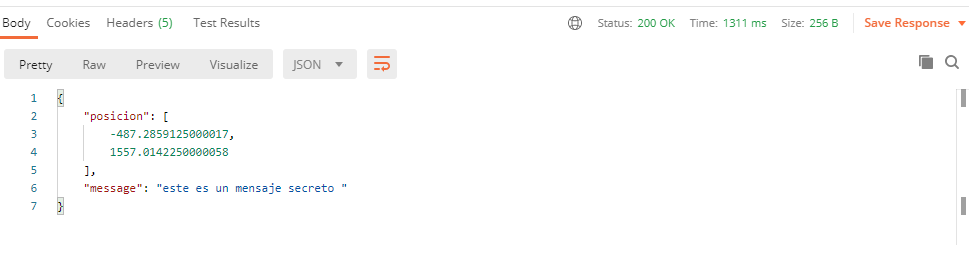 Body Cookies Headers (5) Test Results Status: 200 OK Time: 1311 ms Size: 256 B Save Response
Pretty Raw Preview Visualize JSON
1 {
2 "posicion": [
3 -487.2859125000017,
4 1557.0142250000058
5 ],
6 "message": "este es un mensaje secreto "
7 }